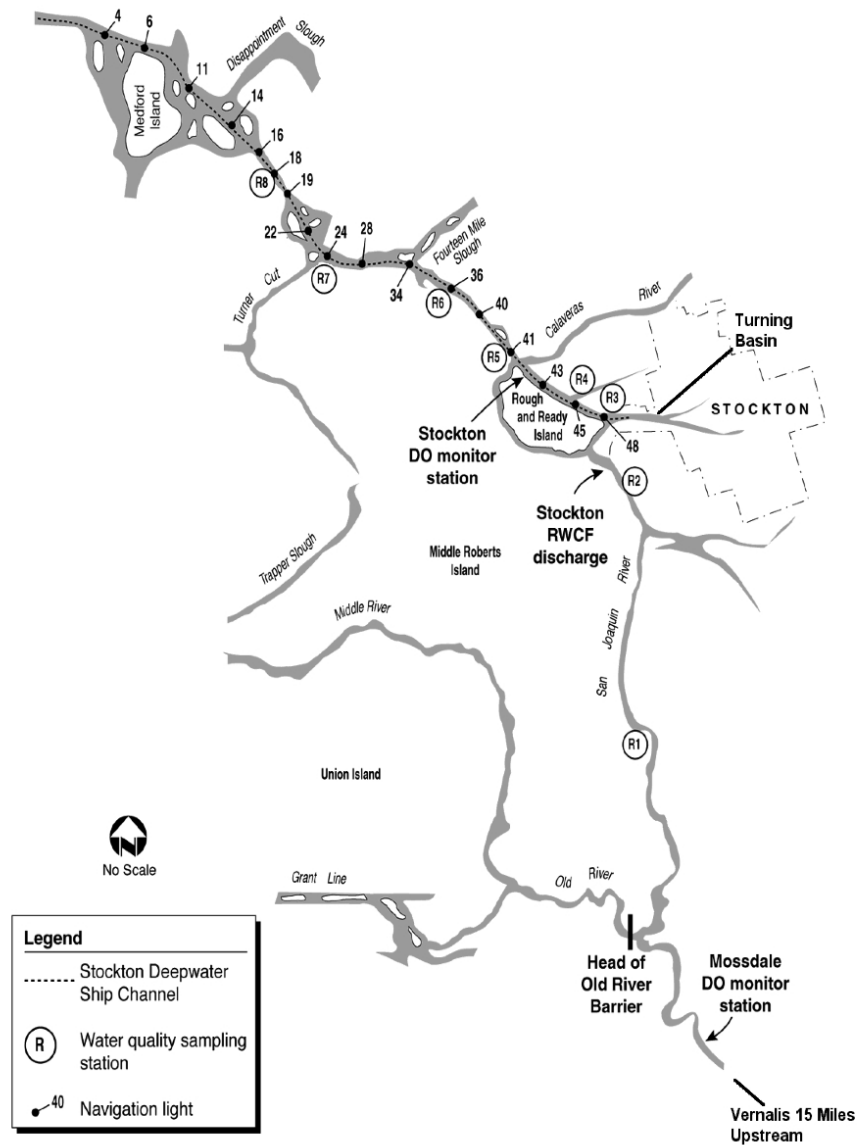 4
6
11
Disappointment
Slough
Medford
Island
14
16
18
R8
19
22
24
28
R7
Turner Cut
34
Fourteen Mile
Slough
R6
36
40
R5
41
Calaveras River
43
R4
R3
Turning
Basin
Rough
and Ready
Island
45
48
STOCKTON
Stockton
DO monitor
station
R2
Stockton
RWCF
discharge
Middle Roberts
Island
Trapper Slough
Middle River
San Joaquin River
R1
Union Island
No Scale
Grant Line
Old River
Head of
Old River
Barrier
Mossdale
DO monitor
station
Vernalis 15 Miles
Upstream
Legend
Stockton Deepwater
Ship Channel
R
Water quality sampling
station
40
Navigation light